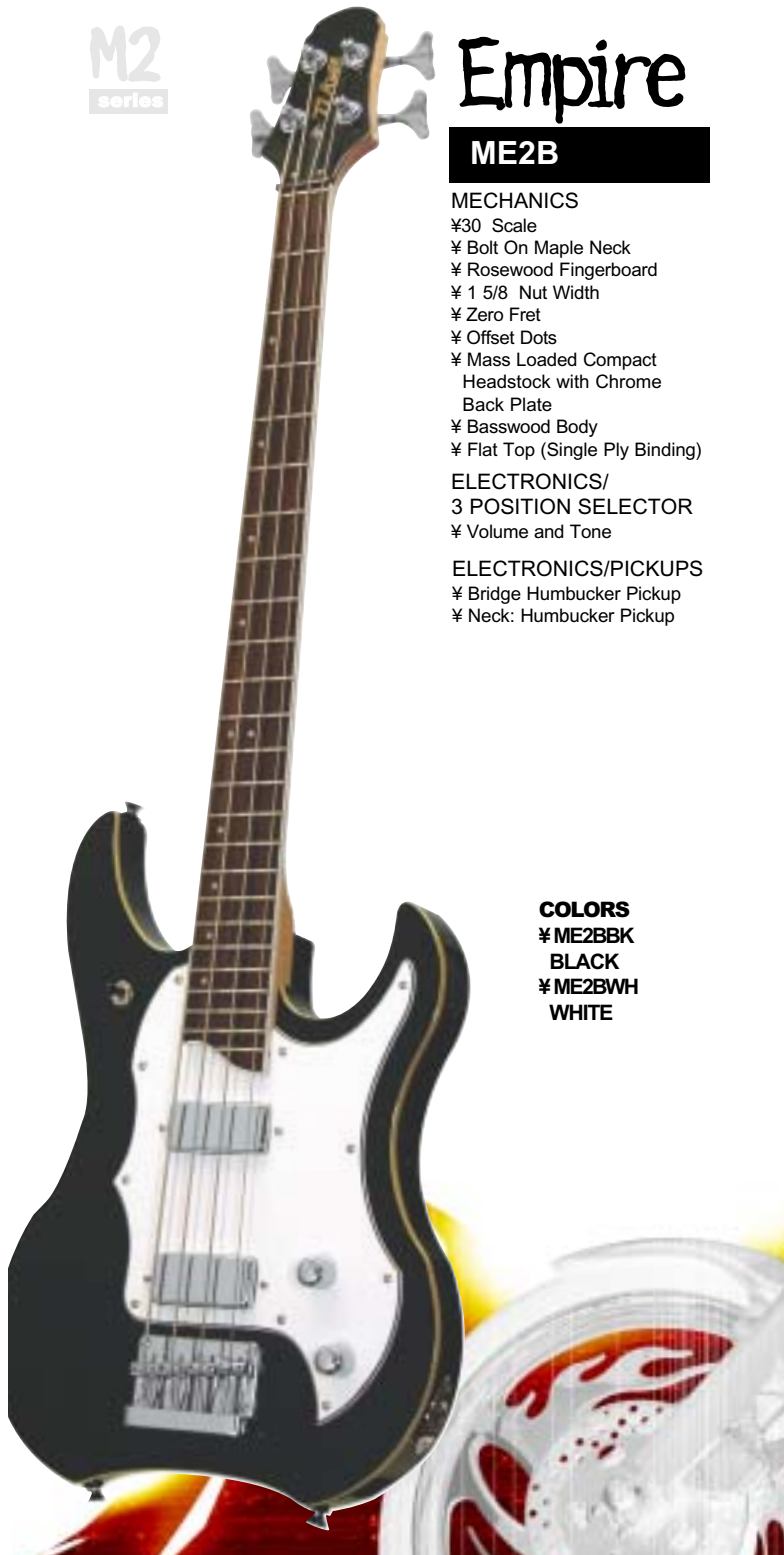 M2
series
Empire
ME2B
MECHANICS
¥30 Scale
¥ Bolt On Maple Neck
¥ Rosewood Fingerboard
¥ 1 5/8 Nut Width
¥ Zero Fret
¥ Offset Dots
¥ Mass Loaded Compact
Headstock with Chrome
Back Plate
¥ Basswood Body
¥ Flat Top (Single Ply Binding)
ELECTRONICS/
3 POSITION SELECTOR
¥ Volume and Tone
ELECTRONICS/PICKUPS
¥ Bridge Humbucker Pickup
¥ Neck: Humbucker Pickup
COLORS
¥ ME2BBK
BLACK
¥ ME2BWH
WHITE